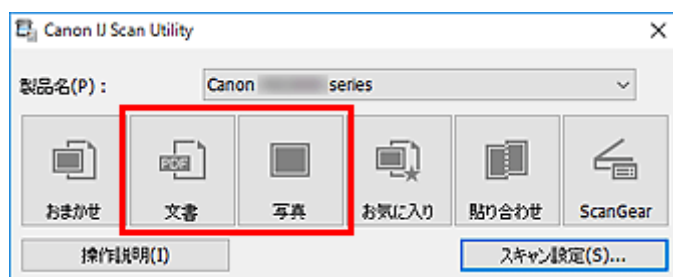 Canon IJ Scan Utility
製品名(P) : Canon series
PDF
おまかせ 文書 写真 お気に入り 貼り合わせ ScanGear
操作説明(I) スキャン設定(S)...